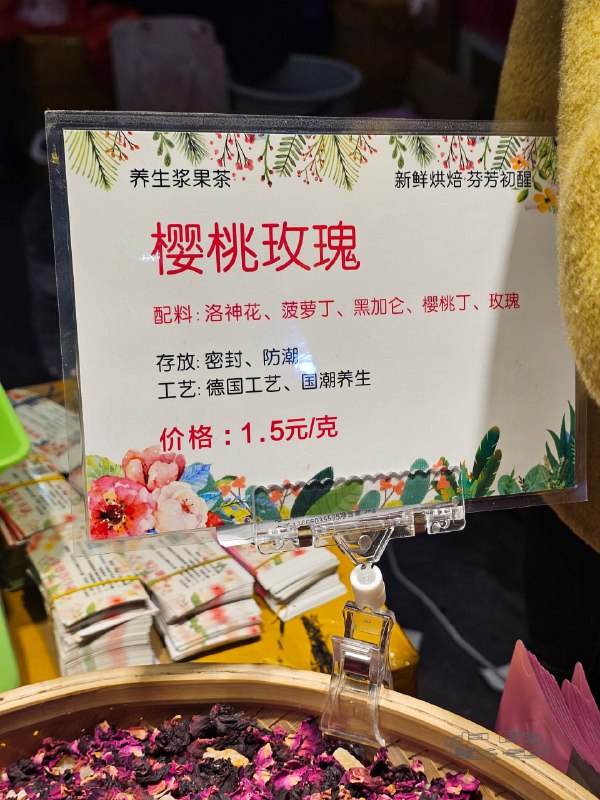 养生浆果茶
新鲜烘焙 芬芳初醒
樱桃玫瑰
配料: 洛神花、菠萝丁、黑加仑、樱桃丁、玫瑰
存放: 密封、防潮
工艺: 德国工艺、国潮养生
价格：1.5元/克